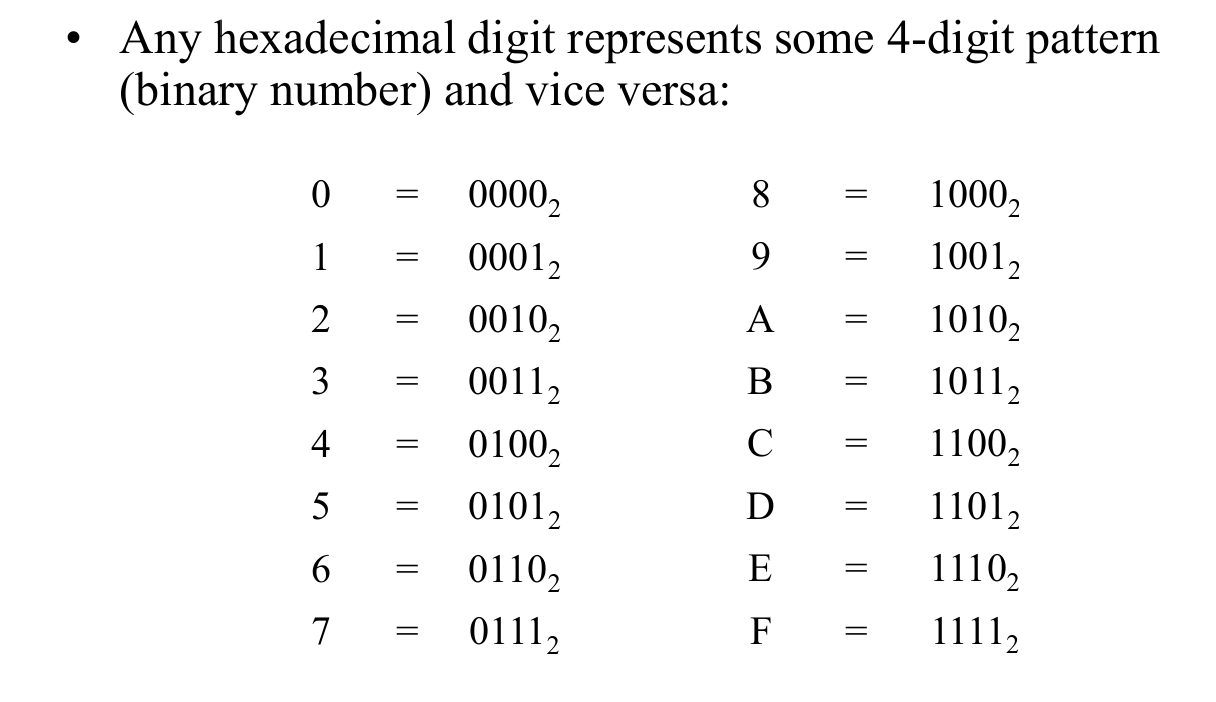 • Any hexadecimal digit represents some 4-digit pattern
(binary number) and vice versa:
0 = 0000₂ 8 = 1000₂
1 = 0001₂ 9 = 1001₂
2 = 0010₂ A = 1010₂
3 = 0011₂ B = 1011₂
4 = 0100₂ C = 1100₂
5 = 0101₂ D = 1101₂
6 = 0110₂ E = 1110₂
7 = 0111₂ F = 1111₂